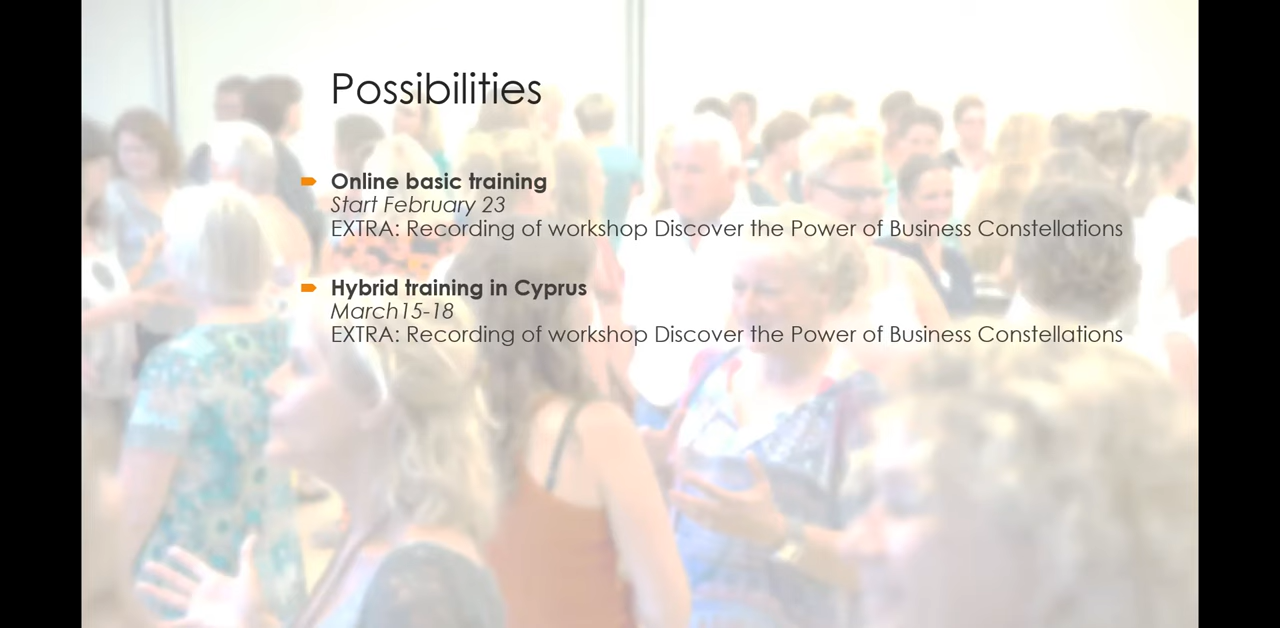 Possibilities
Online basic training
Start February 23
EXTRA: Recording of workshop Discover the Power of Business Constellations
Hybrid training in Cyprus
March15-18
EXTRA: Recording of workshop Discover the Power of Business Constellations